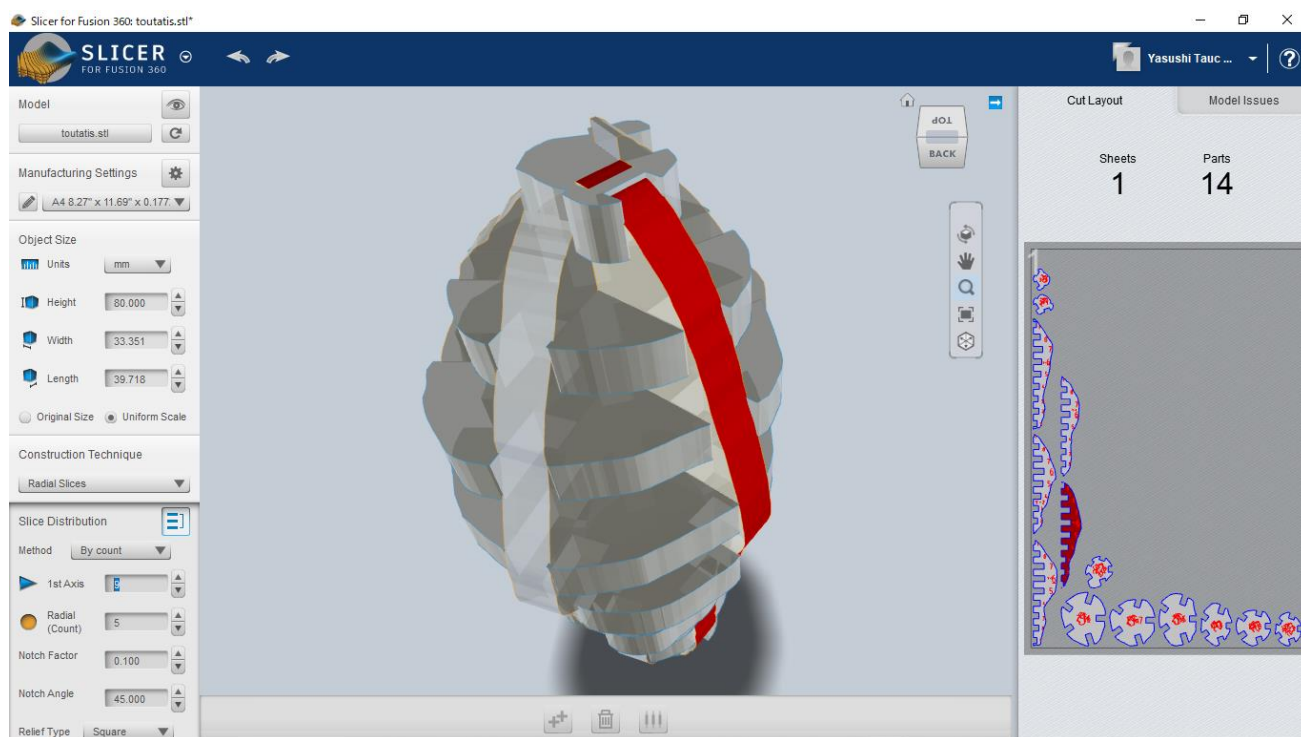 Slicer for Fusion 360: toutatis.stl*
SLICER
FOR FUSION 360
Yasushi Tauc ...
?
Model
toutatis.stl
Manufacturing Settings
A4 8.27" x 11.69" x 0.177.
Object Size
Units mm
Height 80.000
Width 33.351
Length 39.718
Original Size Uniform Scale
Construction Technique
Radial Slices
Slice Distribution
Method By count
1st Axis 9
Radial (Count) 5
Notch Factor 0.100
Notch Angle 45.000
Relief Type Square
TOP
BACK
Cut Layout Model Issues
Sheets Parts
1 14
1